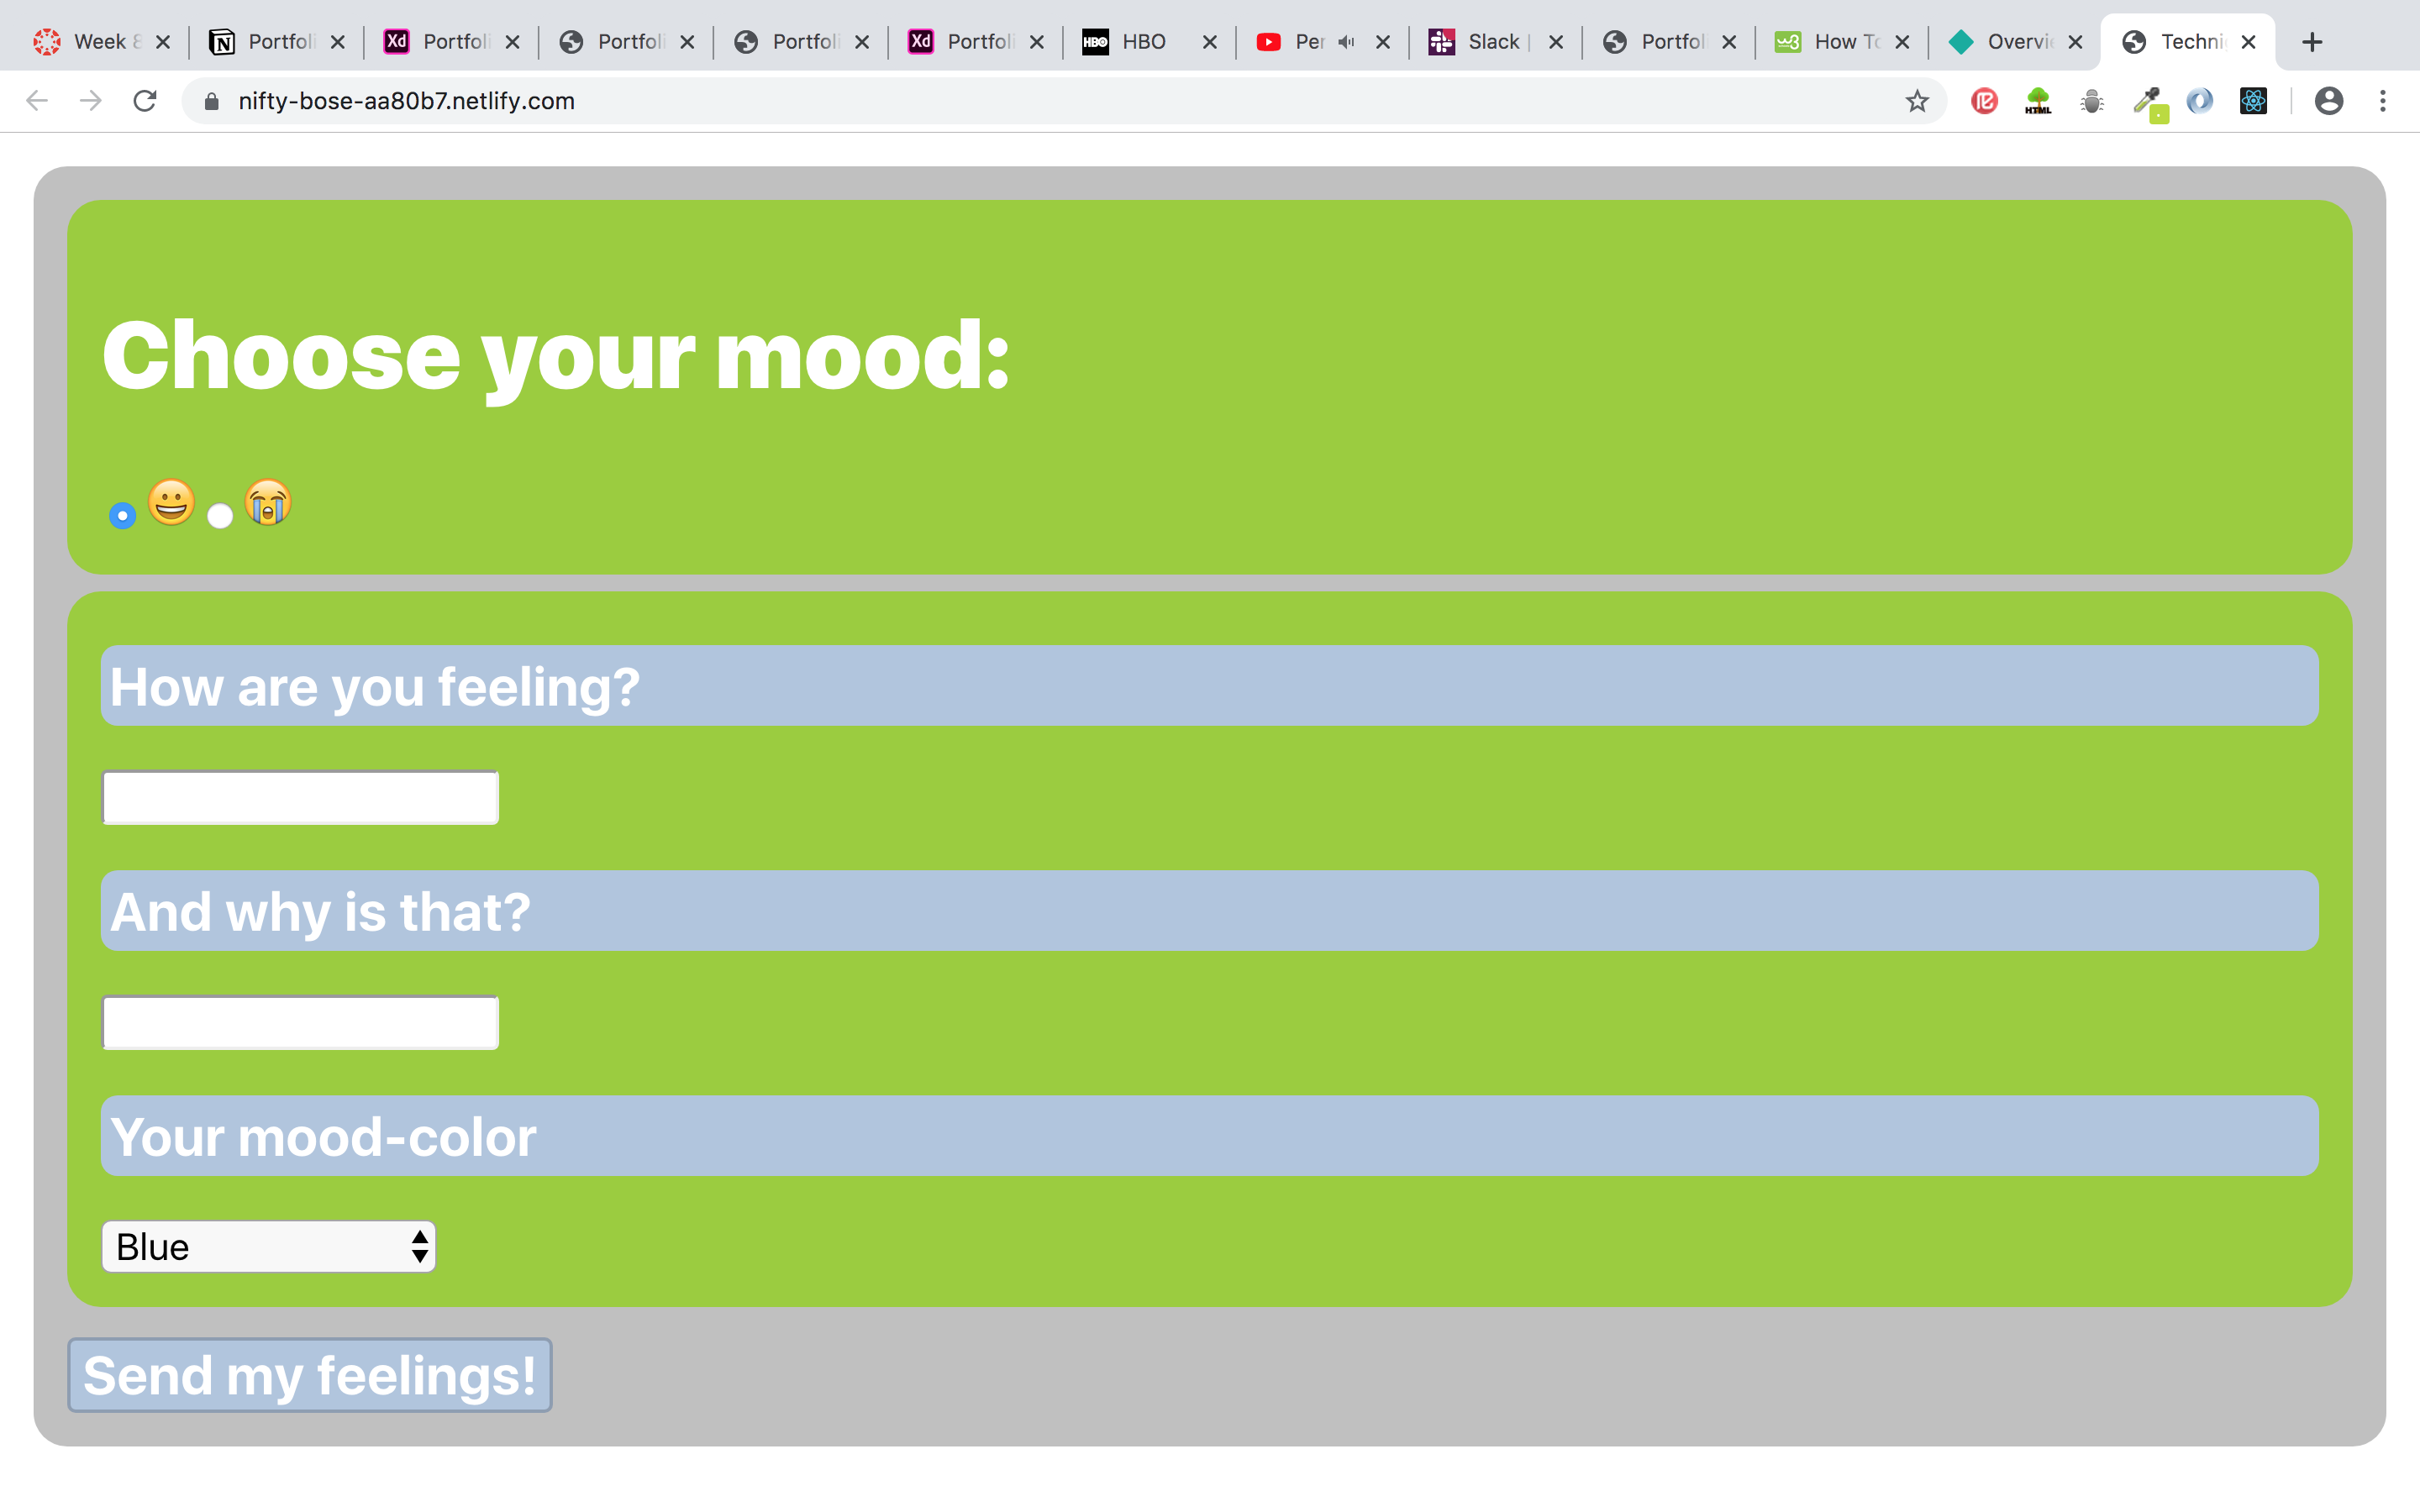 Week 8 Portfoli Portfoli Portfoli Portfoli Portfoli HBO Per Slack Portfol How To Overvi Techni
nifty-bose-aa80b7.netlify.com
Choose your mood:
How are you feeling?
And why is that?
Your mood-color
Blue
Send my feelings!